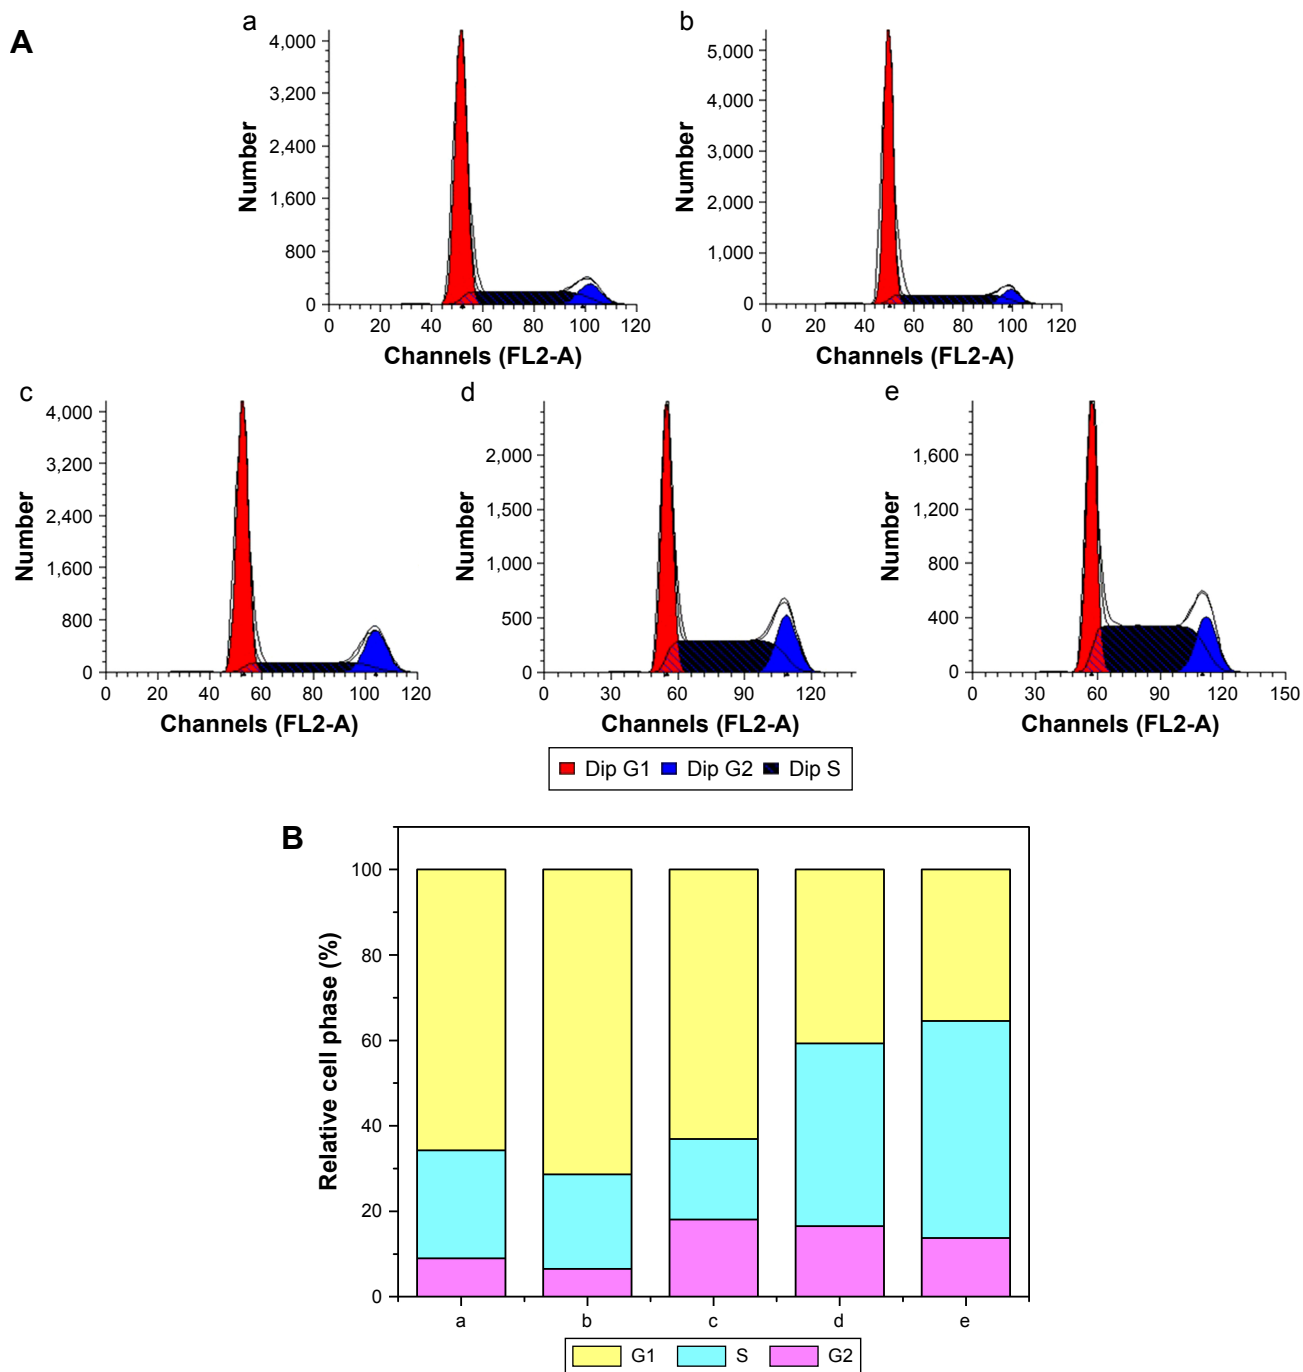 A
a
4,000
3,200
2,400
1,600
800
0
Number
0 20 40 60 80 100 120
Channels (FL2-A)
b
5,000
4,000
3,000
2,000
1,000
0
Number
0 20 40 60 80 100 120
Channels (FL2-A)
c
4,000
3,200
2,400
1,600
800
0
Number
0 20 40 60 80 100 120
Channels (FL2-A)
d
2,000
1,500
1,000
500
0
Number
0 30 60 90 120
Channels (FL2-A)
e
1,600
1,200
800
400
0
Number
0 30 60 90 120 150
Channels (FL2-A)
Dip G1 Dip G2 Dip S
B
100
80
60
40
20
0
Relative cell phase (%)
a b c d e
G1 S G2